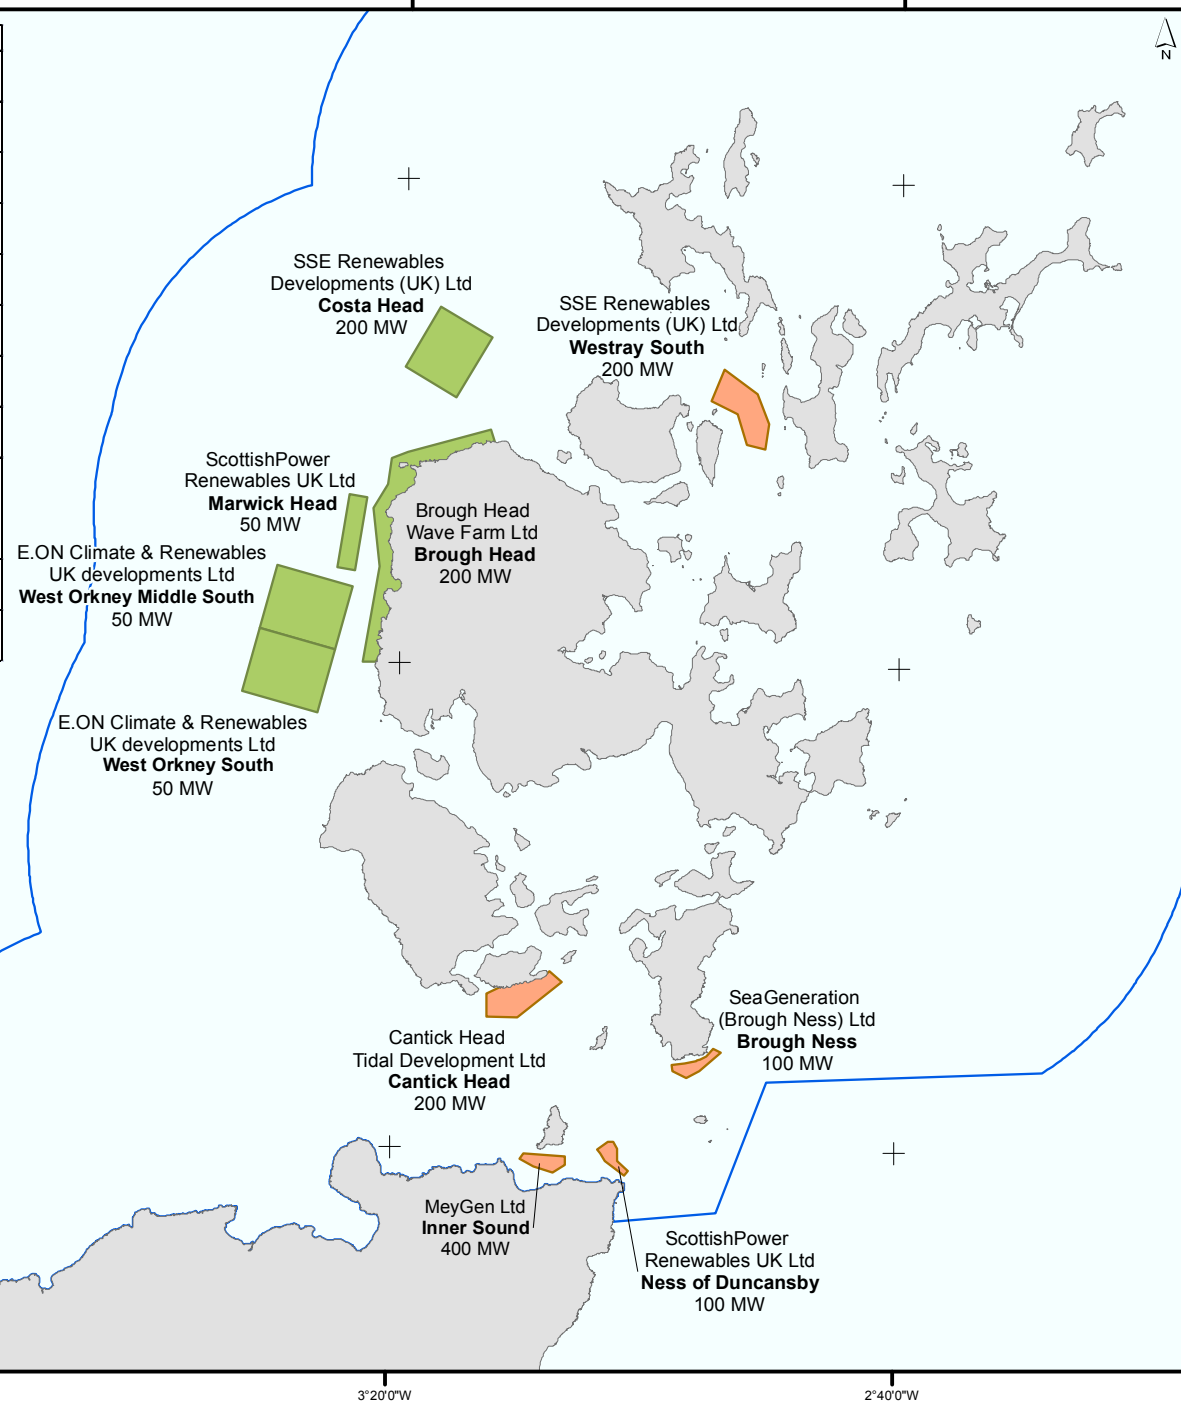 N
SSE Renewables
Developments (UK) Ltd
Costa Head
200 MW
SSE Renewables
Developments (UK) Ltd
Westray South
200 MW
ScottishPower
Renewables UK Ltd
Marwick Head
50 MW
Brough Head
Wave Farm Ltd
Brough Head
200 MW
E.ON Climate & Renewables
UK developments Ltd
West Orkney Middle South
50 MW
E.ON Climate & Renewables
UK developments Ltd
West Orkney South
50 MW
SeaGeneration
(Brough Ness) Ltd
Brough Ness
100 MW
Cantick Head
Tidal Development Ltd
Cantick Head
200 MW
MeyGen Ltd
Inner Sound
400 MW
ScottishPower
Renewables UK Ltd
Ness of Duncansby
100 MW
3°20'0"W
2°40'0"W